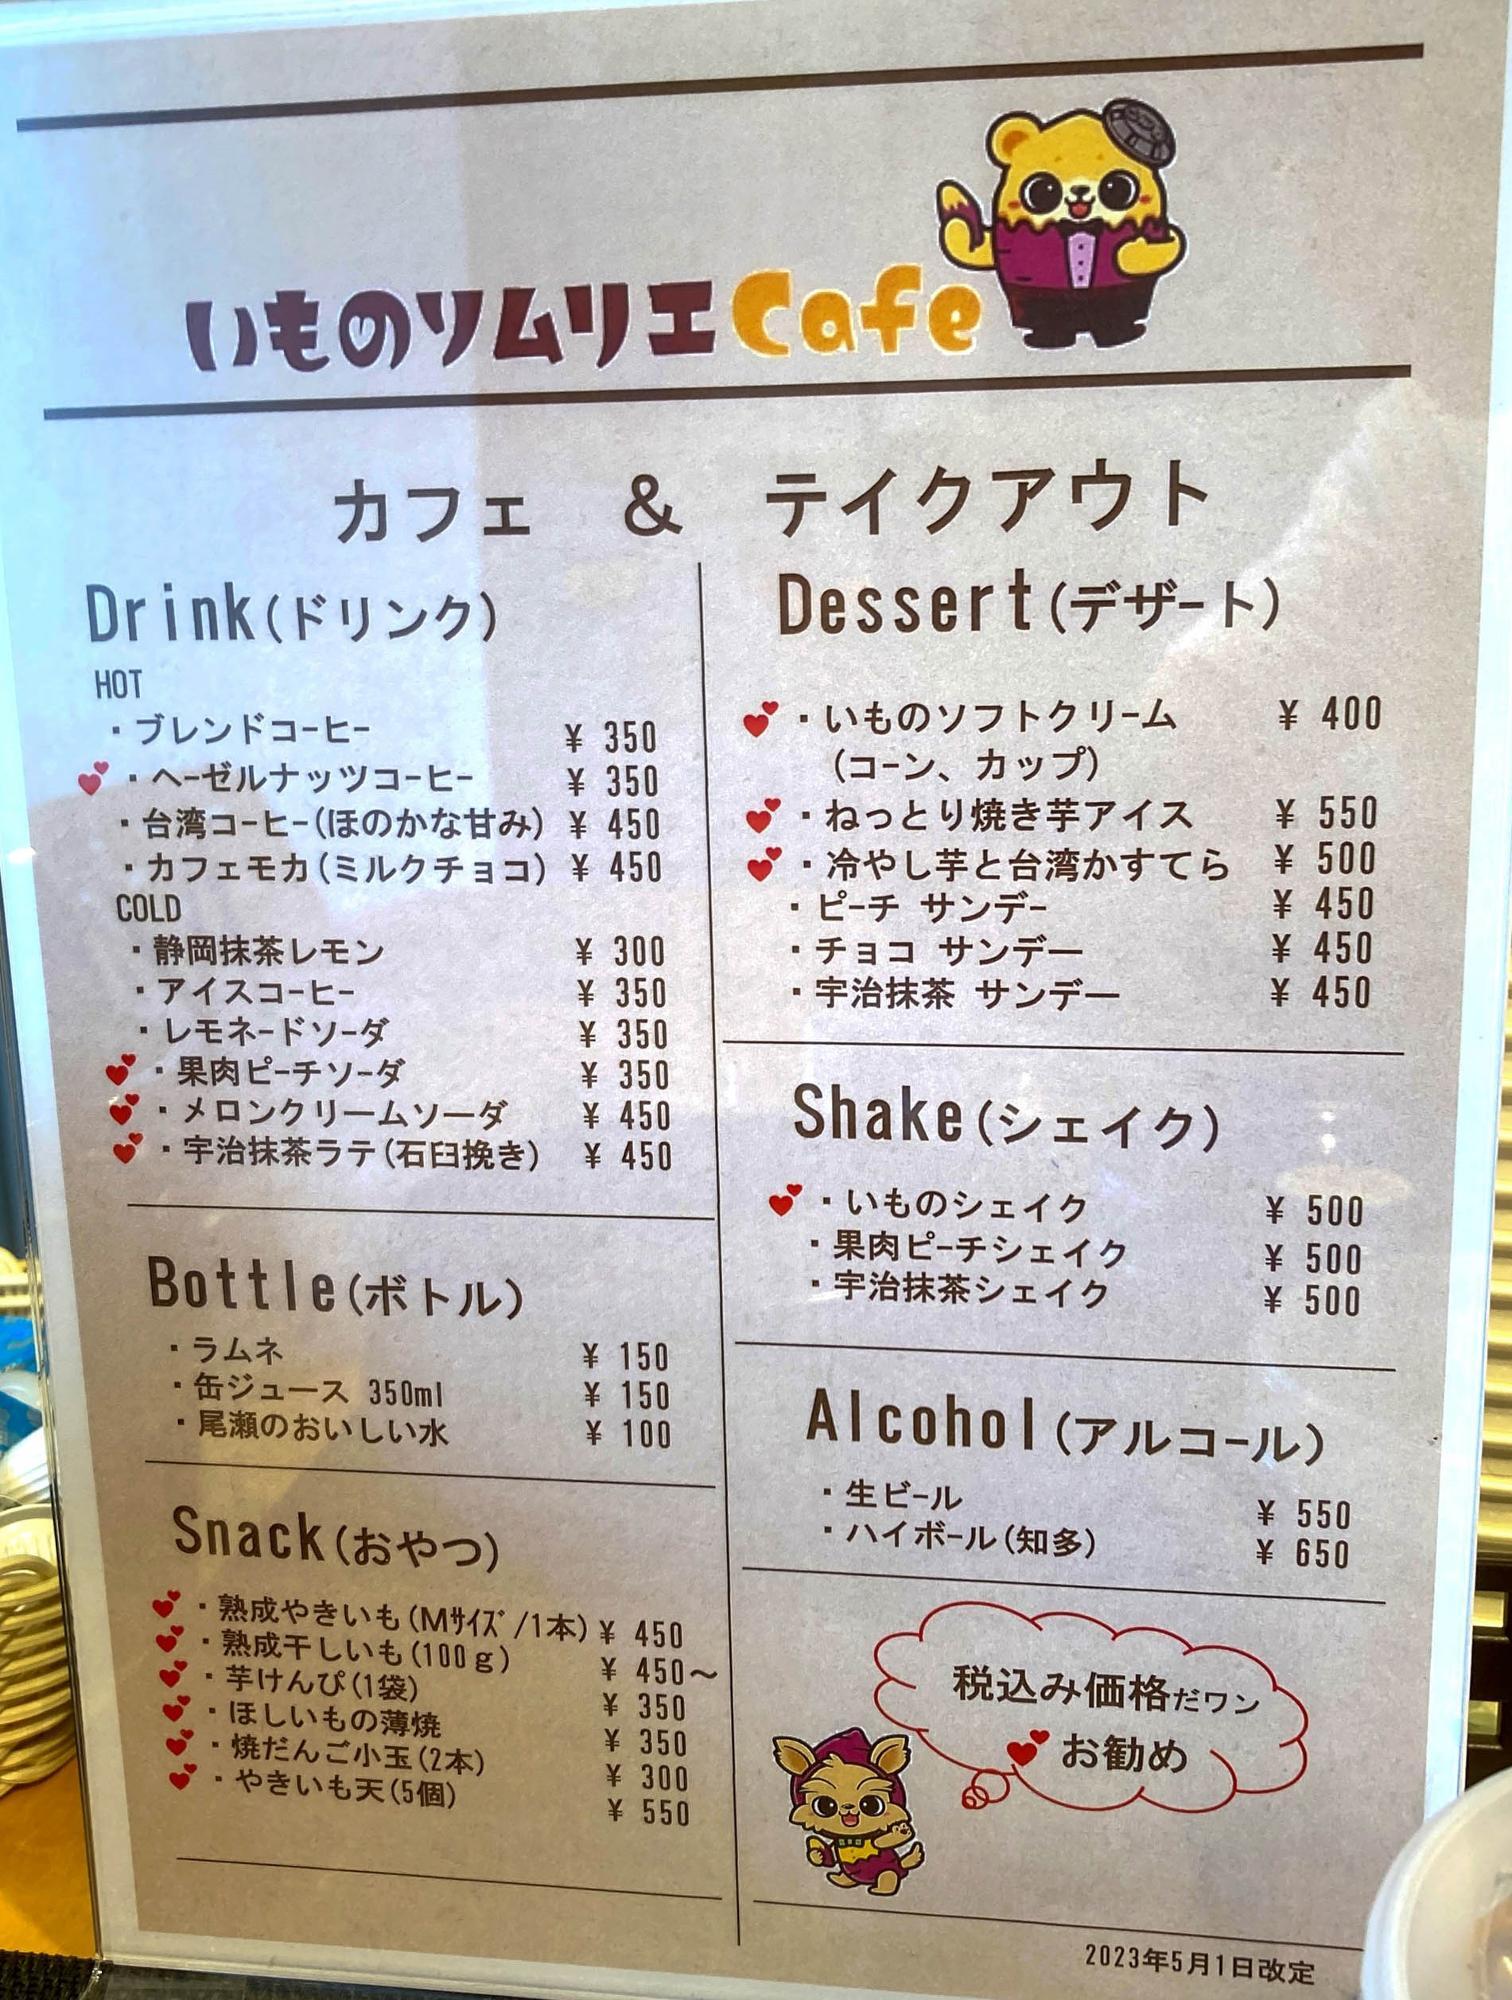 いものソムリエCafe
カフェ & テイクアウト
Drink(ドリンク)
HOT
・ブレンドコーヒー ¥ 350
・ヘーゼルナッツコーヒー ¥ 350
・台湾コーヒー(ほのかな甘み) ¥ 450
・カフェモカ(ミルクチョコ) ¥ 450
COLD
・静岡抹茶レモン ¥ 300
・アイスコーヒー ¥ 350
・レモネードソーダ ¥ 350
・果肉ピーチソーダ ¥ 350
・メロンクリームソーダ ¥ 450
・宇治抹茶ラテ(石臼挽き) ¥ 450
Bottle(ボトル)
・ラムネ ¥ 150
・缶ジュース 350ml ¥ 150
・尾瀬のおいしい水 ¥ 100
Snack(おやつ)
・熟成やきいも(Mサイズ/1本) ¥ 450
・熟成干しいも(100g) ¥ 450〜
・芋けんぴ(1袋) ¥ 350
・ほしいもの薄焼 ¥ 350
・焼だんご小玉(2本) ¥ 300
・やきいも天(5個) ¥ 550
Dessert(デザート)
・いものソフトクリーム ¥ 400
(コーン、カップ)
・ねっとり焼き芋アイス ¥ 550
・冷やし芋と台湾かすてら ¥ 500
・ピーチ サンデー ¥ 450
・チョコ サンデー ¥ 450
・宇治抹茶 サンデー ¥ 450
Shake(シェイク)
・いものシェイク ¥ 500
・果肉ピーチシェイク ¥ 500
・宇治抹茶シェイク ¥ 500
Alcohol(アルコール)
・生ビール ¥ 550
・ハイボール(知多) ¥ 650
税込み価格だワン
お勧め
2023年5月1日改定